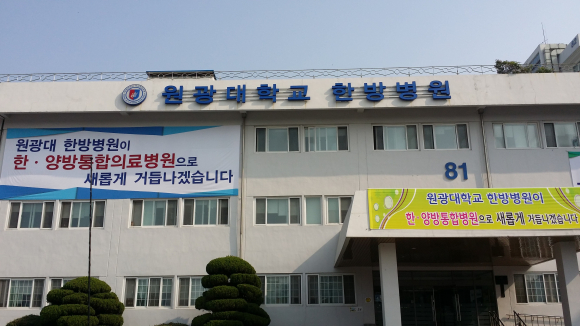 원광대학교 한방병원
원광대 한방병원이
한·양방통합의료병원으로
새롭게 거듭나겠습니다
81
원광대학교 한방병원이
한·양방통합병원으로 새롭게 거듭나겠습니다